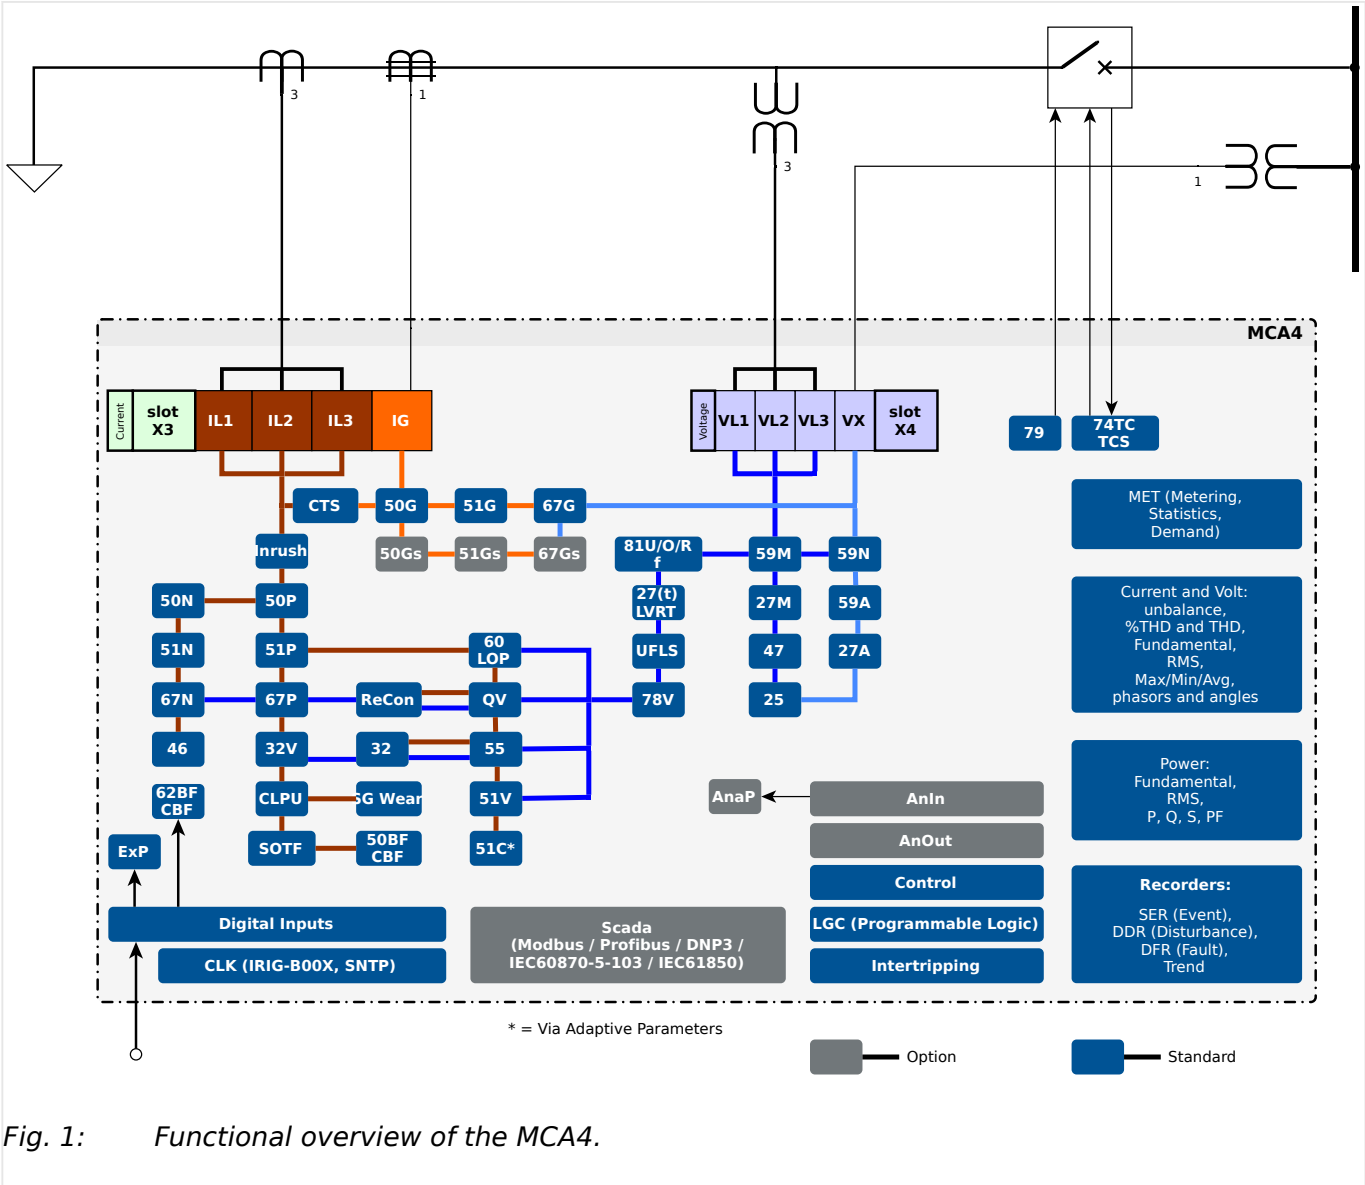 3
1
3
1
MCA4
Current
slot
X3
IL1
IL2
IL3
IG
Voltage
VL1
VL2
VL3
VX
slot
X4
79
74TC
TCS
CTS
50G
51G
67G
MET (Metering,
Statistics,
Demand)
Inrush
50Gs
51Gs
67Gs
81U/O/R
f
59M
59N
50N
50P
27(t)
LVRT
27M
59A
Current and Volt:
unbalance,
%THD and THD,
Fundamental,
RMS,
Max/Min/Avg,
phasors and angles
51N
51P
60
LOP
UFLS
47
27A
67N
67P
ReCon
QV
78V
25
46
32V
32
55
Power:
Fundamental,
RMS,
P, Q, S, PF
62BF
CBF
CLPU
SG Wear
51V
AnaP
AnIn
ExP
SOTF
50BF
CBF
51C*
AnOut
Control
Recorders:
SER (Event),
DDR (Disturbance),
DFR (Fault),
Trend
Digital Inputs
Scada
(Modbus / Profibus / DNP3 /
IEC60870-5-103 / IEC61850)
LGC (Programmable Logic)
CLK (IRIG-B00X, SNTP)
Intertripping
* = Via Adaptive Parameters
Option
Standard
Fig. 1: Functional overview of the MCA4.